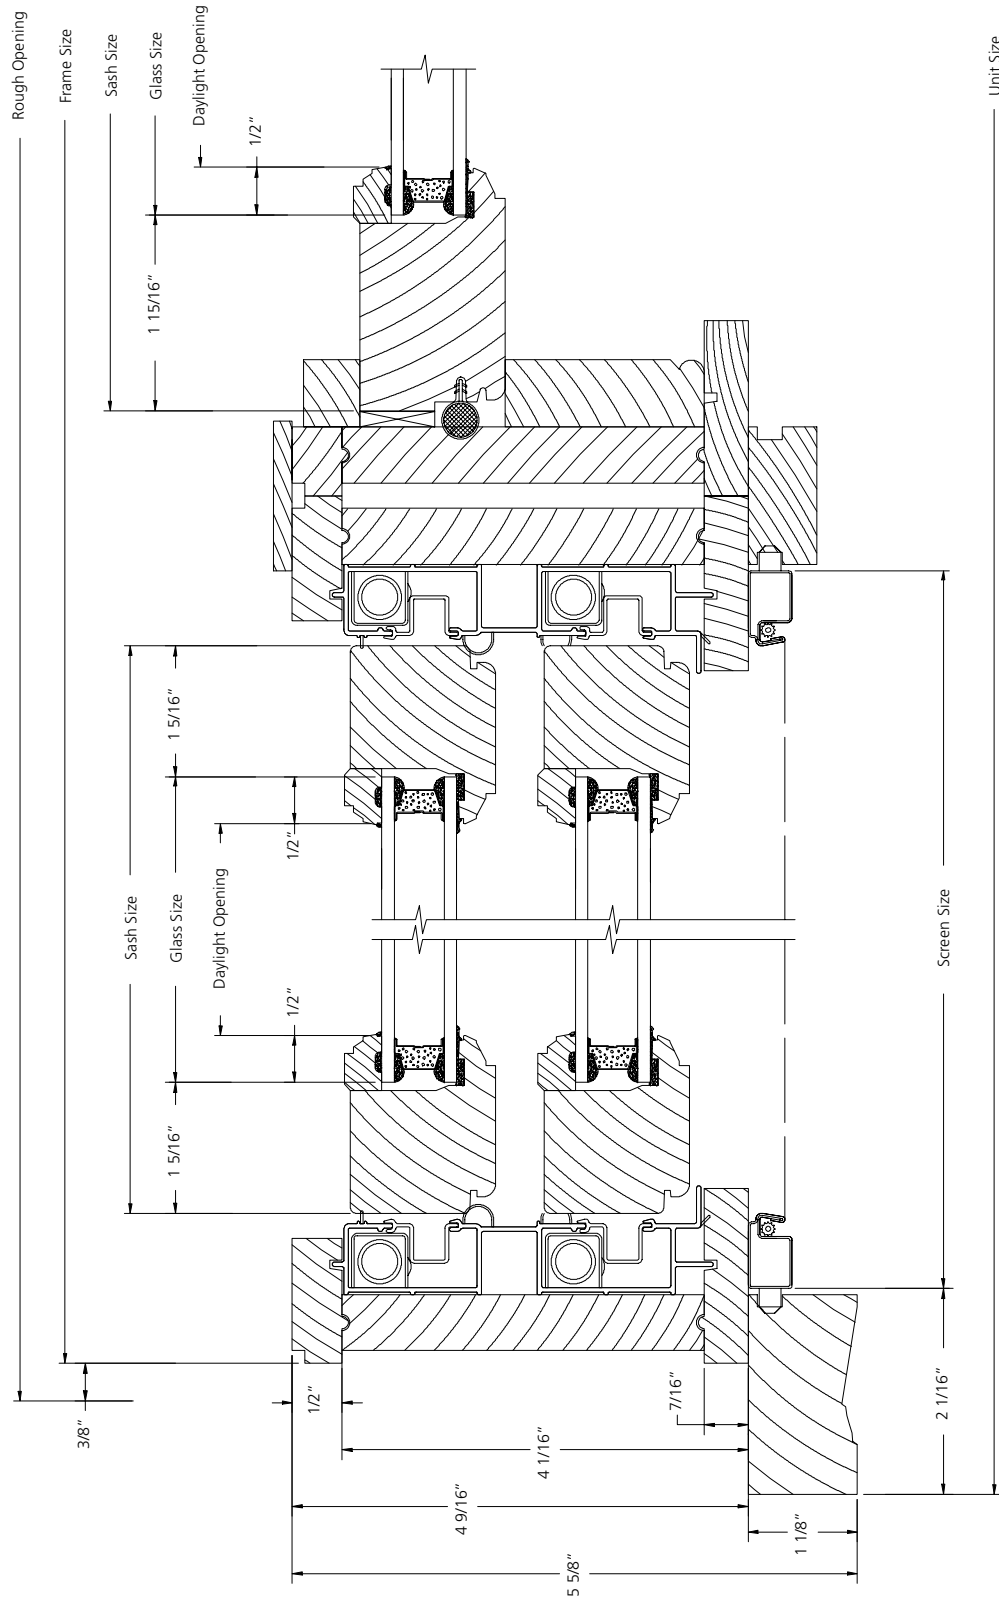 Rough Opening
Frame Size
Sash Size
Glass Size
Daylight Opening
1/2"
1 15/16"
Unit Size
1 5/16"
1/2"
Sash Size
Glass Size
Daylight Opening
Screen Size
1/2"
1 5/16"
3/8"
1/2"
7/16"
2 1/16"
4 1/16"
4 9/16"
1 1/8"
5 5/8"